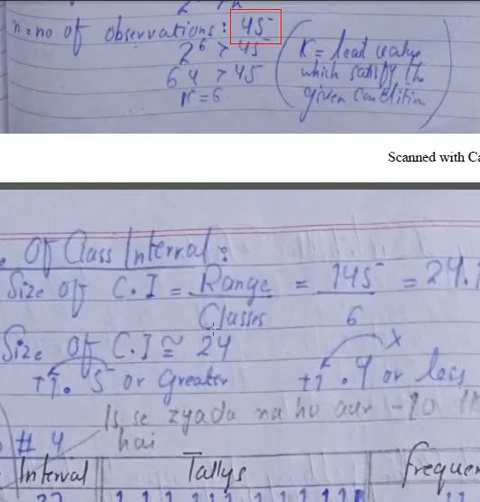 n = no of observations: 45
2^6 > 45
64 > 45
K = 6
K = least value
which satisfy the
given condition
Scanned with Ca
Of Class Interval:
Size of C.I = Range / Classes = 145 / 6 = 24.1
Size Of C.I ≅ 24
+1 . 5 or Greater
+1 . 4 or less x
Is se zyada na ho aur -10
# 4 hai
Interval Tallys frequen